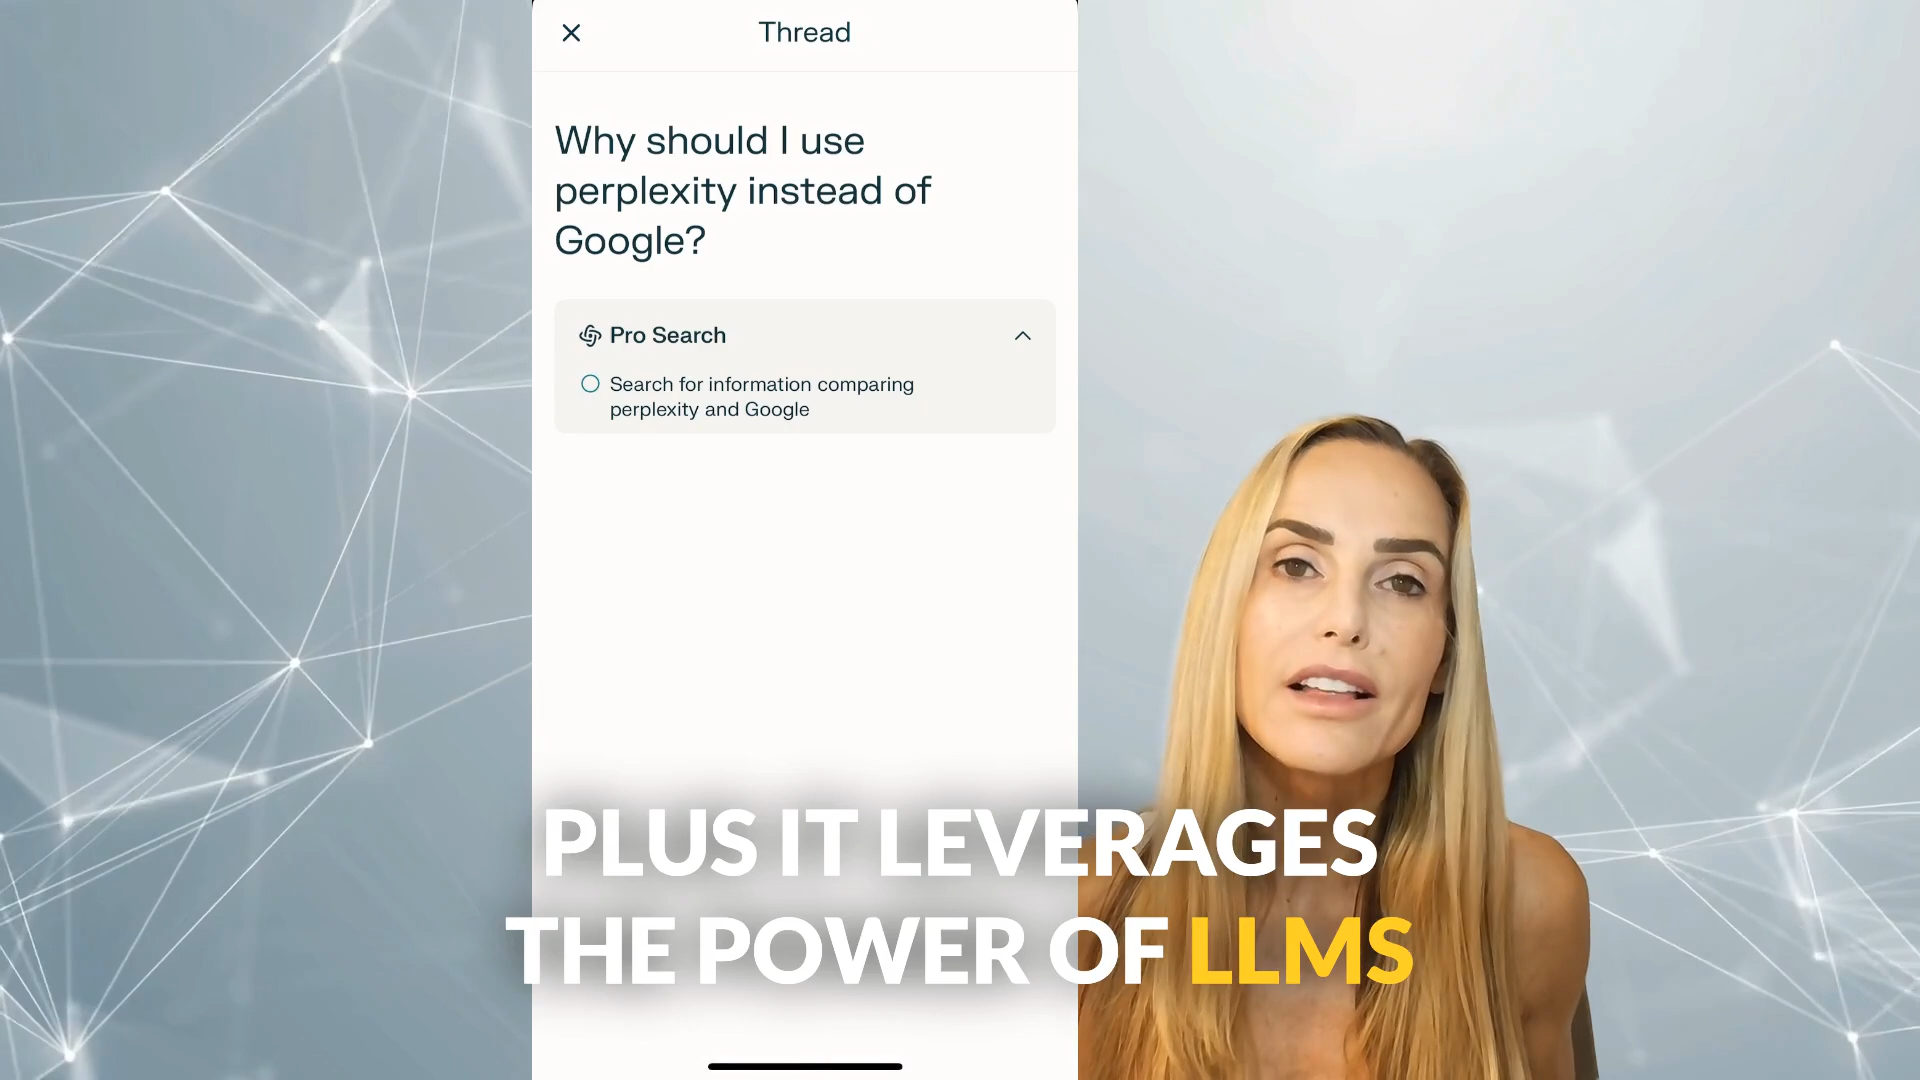 Thread
Why should I use
perplexity instead of
Google?
Pro Search
Search for information comparing
perplexity and Google
PLUS IT LEVERAGES
THE POWER OF LLMS